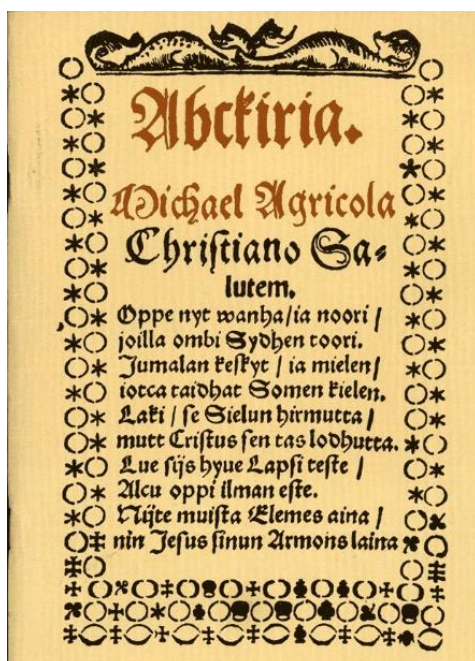 Abckiria.
Michael Agricola
Christiano Sa-
lutem.
Oppe nyt wanha/ia noori /
joilla ombi Sydhen toori.
Jumalan keskyt / ia mielen/
iotca taidhat Somen kielen.
Laki / se Sielun hirmutta /
mutt Cristus sen tas lodhutta.
Lue sijs hyue Lapsi teste /
Alcu oppi ilman este.
Nijte muista Elemes aina /
nin Jesus sinun Armons laina